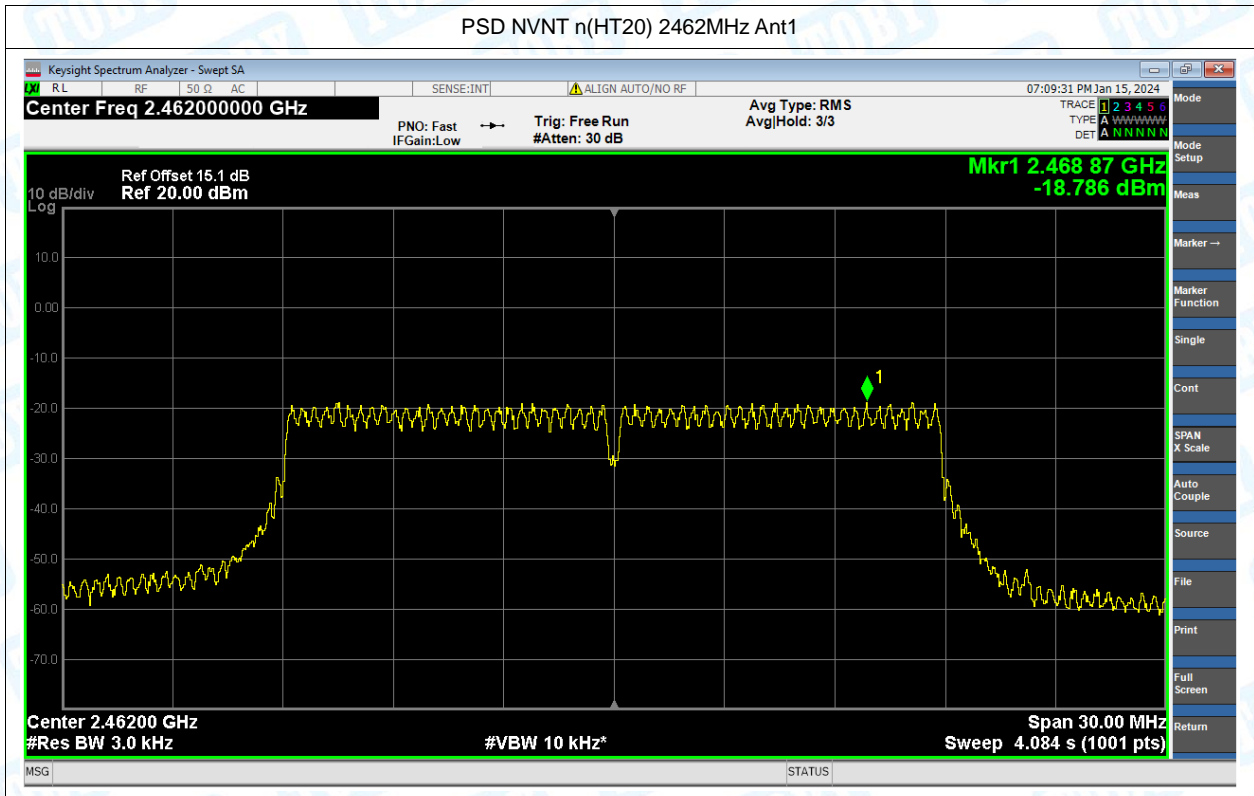 PSD NVNT n(HT20) 2462MHz Ant1
Keysight Spectrum Analyzer - Swept SA
LXI RL RF 50 Ω AC SENSE:INT ALIGN AUTO/NO RF 07:09:31 PM Jan 15, 2024
Center Freq 2.462000000 GHz
PNO: Fast
IFGain:Low
Trig: Free Run
#Atten: 30 dB
Avg Type: RMS
Avg|Hold: 3/3
TRACE 1 2 3 4 5 6
TYPE A WWWWW
DET A N N N N N
Mkr1 2.468 87 GHz
-18.786 dBm
Ref Offset 15.1 dB
10 dB/div Ref 20.00 dBm
Log
10.0
0.00
-10.0
-20.0
-30.0
-40.0
-50.0
-60.0
-70.0
1
Center 2.46200 GHz Span 30.00 MHz
#Res BW 3.0 kHz #VBW 10 kHz* Sweep 4.084 s (1001 pts)
MSG STATUS
Mode
Mode
Setup
Meas
Marker →
Marker
Function
Single
Cont
SPAN
X Scale
Auto
Couple
Source
File
Print
Full
Screen
Return
TOBY